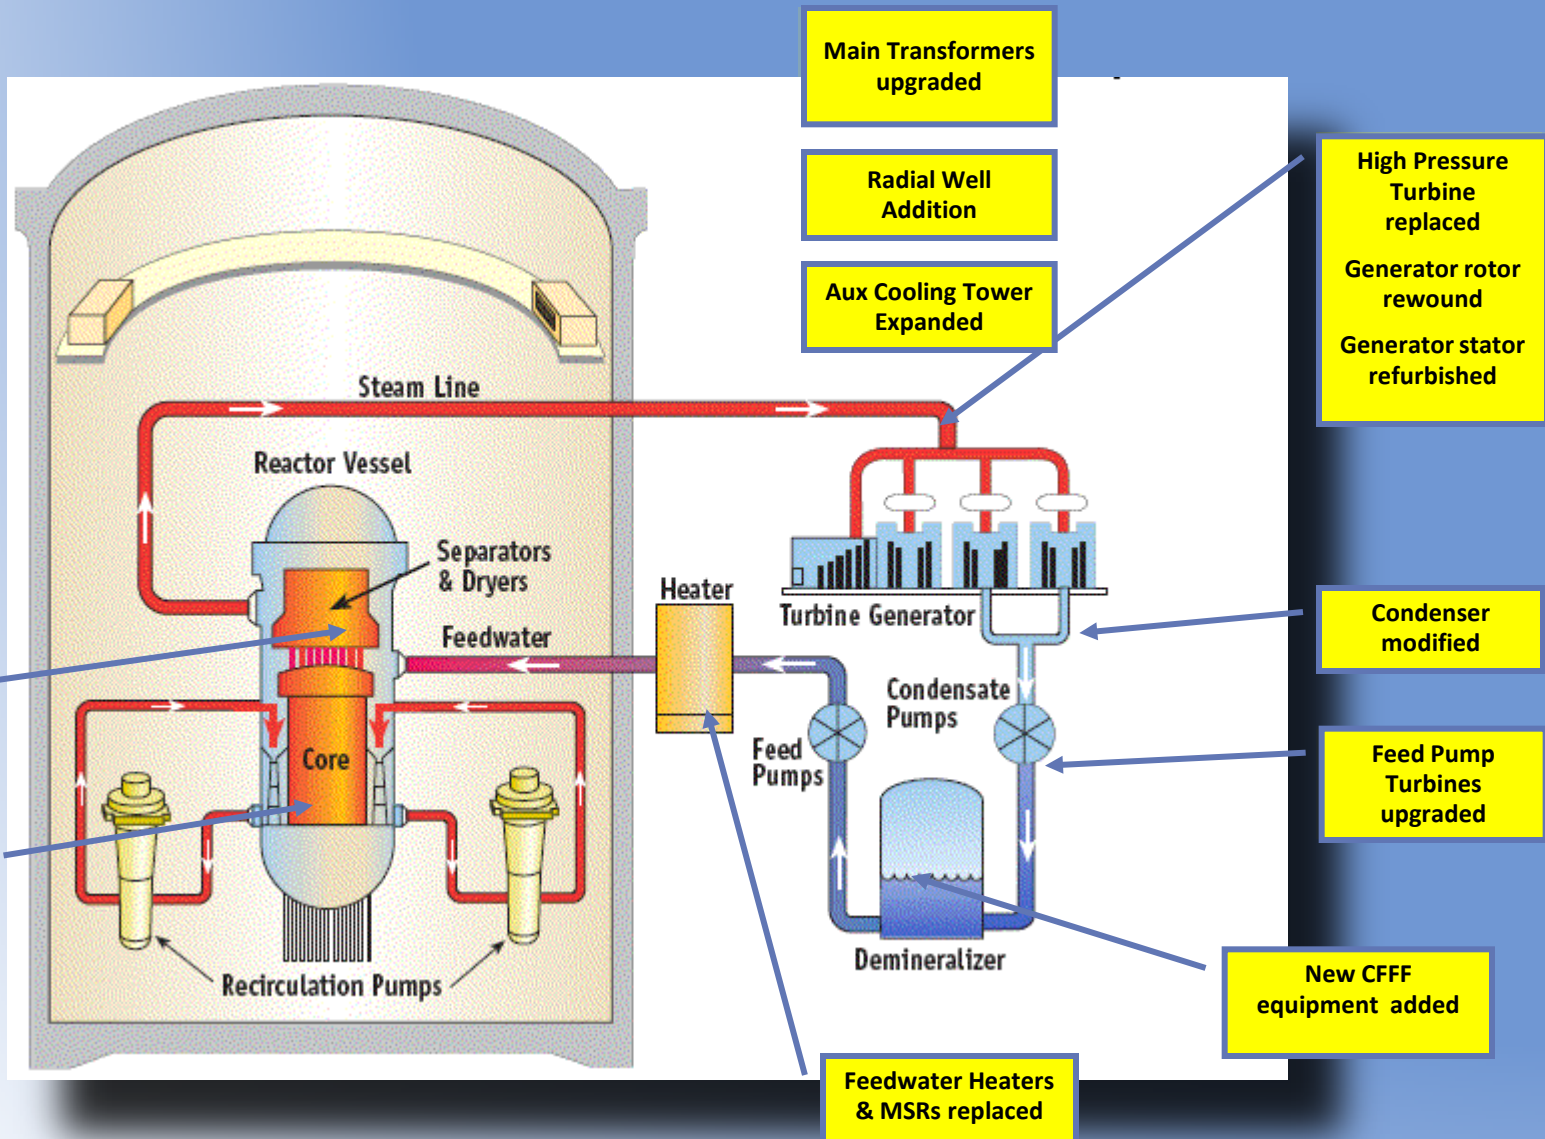 Main Transformers
upgraded
Radial Well
Addition
Aux Cooling Tower
Expanded
High Pressure
Turbine
replaced
Generator rotor
rewound
Generator stator
refurbished
Steam Line
Reactor Vessel
Separators
& Dryers
Heater
Turbine Generator
Feedwater
Condenser
modified
Condensate
Pumps
Feed
Pumps
Core
Feed Pump
Turbines
upgraded
Demineralizer
Recirculation Pumps
New CFFF
equipment added
Feedwater Heaters
& MSRs replaced